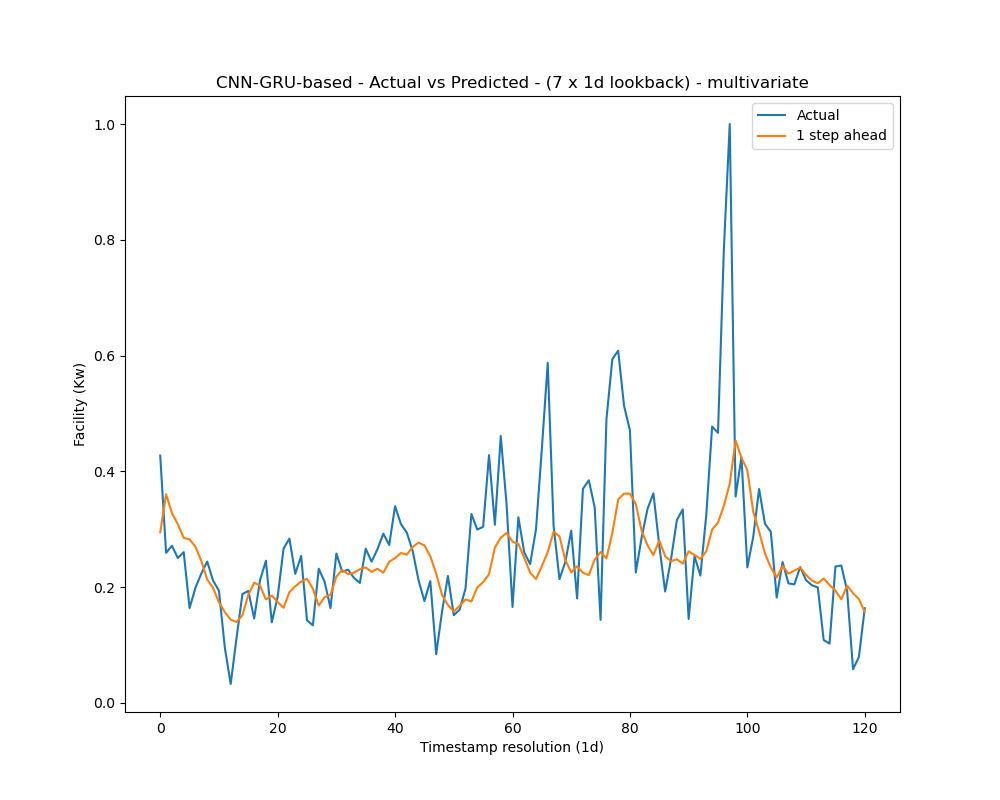 CNN-GRU-based - Actual vs Predicted - (7 x 1d lookback) - multivariate
Actual
1 step ahead
1.0
0.8
0.6
0.4
0.2
0.0
Facility (Kw)
0 20 40 60 80 100 120
Timestamp resolution (1d)